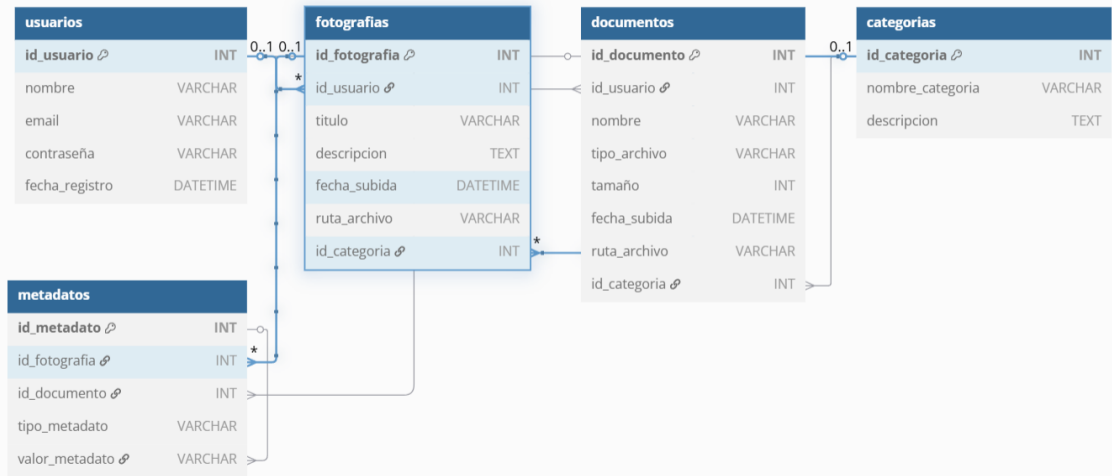 usuarios
id_usuario INT
nombre VARCHAR
email VARCHAR
contraseña VARCHAR
fecha_registro DATETIME
0..1 0..1
*
fotografias
id_fotografia INT
id_usuario INT
titulo VARCHAR
descripcion TEXT
fecha_subida DATETIME
ruta_archivo VARCHAR
id_categoria INT
*
documentos
id_documento INT
id_usuario INT
nombre VARCHAR
tipo_archivo VARCHAR
tamaño INT
fecha_subida DATETIME
ruta_archivo VARCHAR
id_categoria INT
0..1
categorias
id_categoria INT
nombre_categoria VARCHAR
descripcion TEXT
metadatos
id_metadato INT
id_fotografia INT
*
id_documento INT
tipo_metadato VARCHAR
valor_metadato VARCHAR